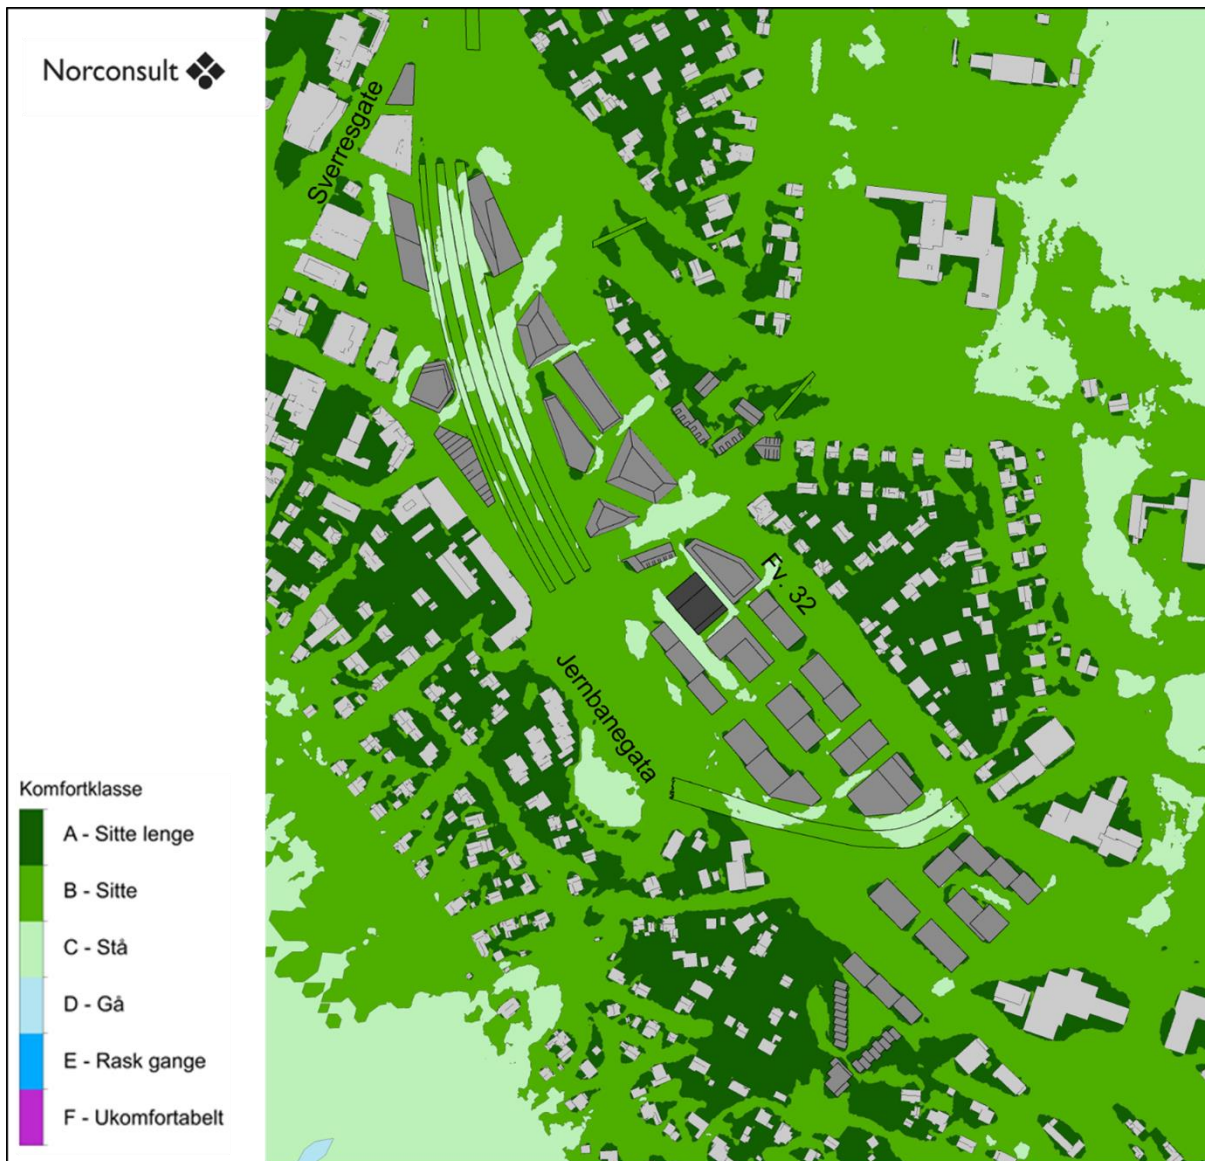 Norconsult
Sverresgate
Fv. 32
Jernbanegata
Komfortklasse
A - Sitte lenge
B - Sitte
C - Stå
D - Gå
E - Rask gange
F - Ukomfortabelt